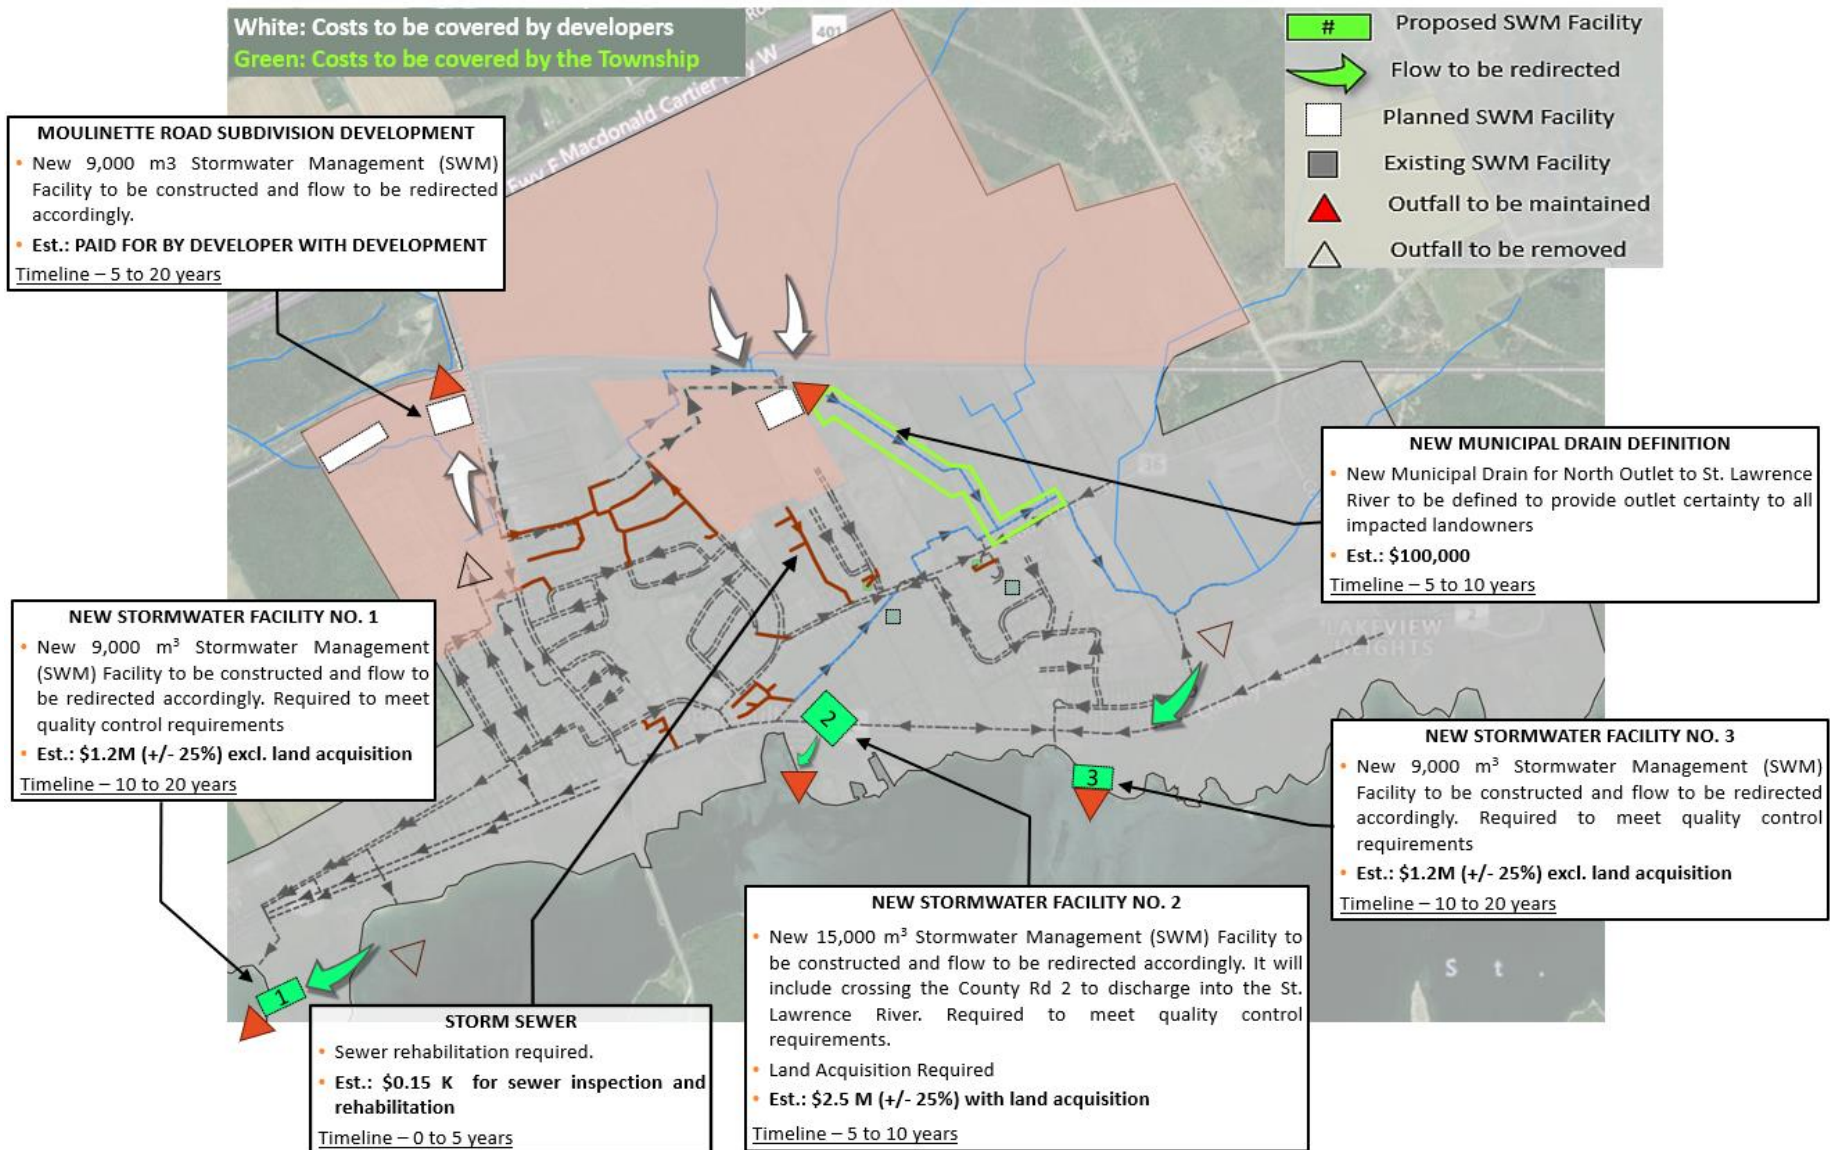 White: Costs to be covered by developers
Green: Costs to be covered by the Township
401
Fwy E Macdonald Cartier Fwy W
# Proposed SWM Facility
Flow to be redirected
Planned SWM Facility
Existing SWM Facility
Outfall to be maintained
Outfall to be removed
MOULINETTE ROAD SUBDIVISION DEVELOPMENT
• New 9,000 m3 Stormwater Management (SWM)
Facility to be constructed and flow to be redirected
accordingly.
• Est.: PAID FOR BY DEVELOPER WITH DEVELOPMENT
Timeline – 5 to 20 years
NEW MUNICIPAL DRAIN DEFINITION
• New Municipal Drain for North Outlet to St. Lawrence
River to be defined to provide outlet certainty to all
impacted landowners
• Est.: $100,000
Timeline – 5 to 10 years
36
NEW STORMWATER FACILITY NO. 1
• New 9,000 m³ Stormwater Management
(SWM) Facility to be constructed and flow to
be redirected accordingly. Required to meet
quality control requirements
• Est.: $1.2M (+/- 25%) excl. land acquisition
Timeline – 10 to 20 years
2
LAKEVIEW
HEIGHTS
2
3
1
NEW STORMWATER FACILITY NO. 3
• New 9,000 m³ Stormwater Management (SWM)
Facility to be constructed and flow to be redirected
accordingly. Required to meet quality control
requirements
• Est.: $1.2M (+/- 25%) excl. land acquisition
Timeline – 10 to 20 years
NEW STORMWATER FACILITY NO. 2
• New 15,000 m³ Stormwater Management (SWM) Facility to
be constructed and flow to be redirected accordingly. It will
include crossing the County Rd 2 to discharge into the St.
Lawrence River. Required to meet quality control
requirements.
• Land Acquisition Required
• Est.: $2.5 M (+/- 25%) with land acquisition
Timeline – 5 to 10 years
St.
STORM SEWER
• Sewer rehabilitation required.
• Est.: $0.15 K for sewer inspection and
rehabilitation
Timeline – 0 to 5 years